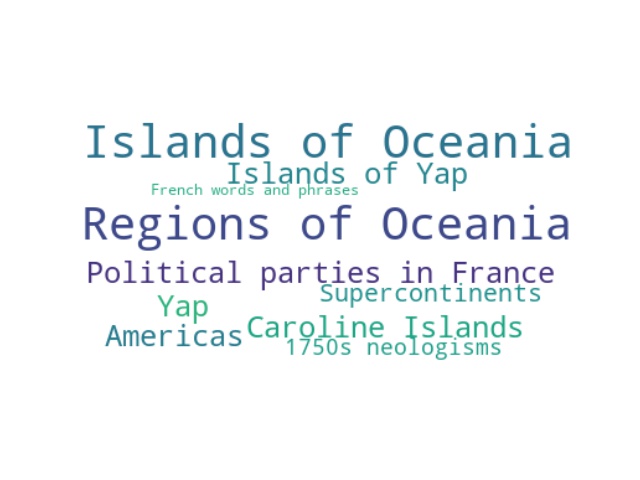 Islands of Oceania
Islands of Yap
French words and phrases
Regions of Oceania
Political parties in France
Supercontinents
Yap
Caroline Islands
Americas
1750s neologisms